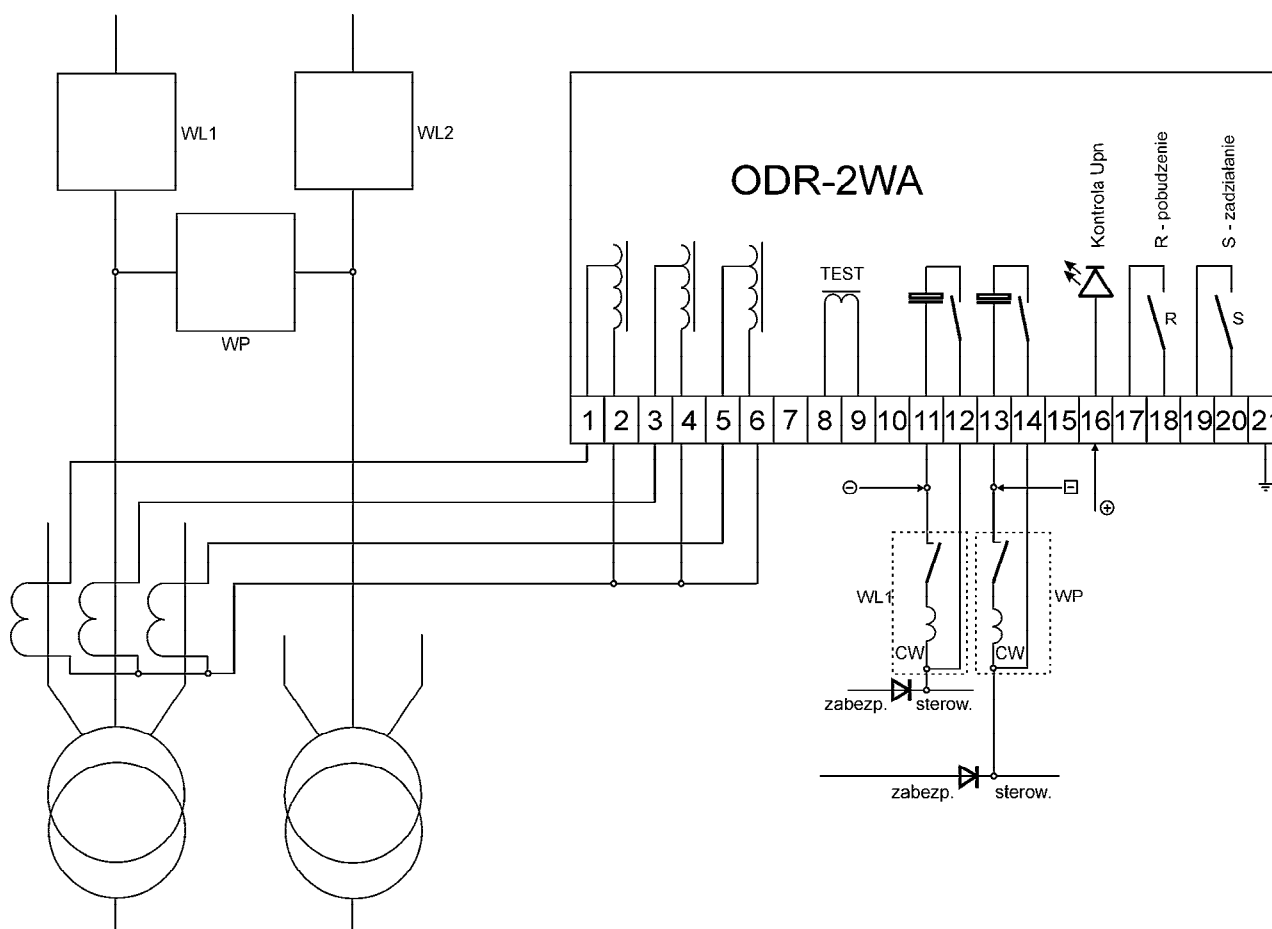 WL1
WL2
WP
ODR-2WA
TEST
Kontrola Upn
R - pobudzenie
S - zadziałanie
R
S
1 2 3 4 5 6 7 8 9 10 11 12 13 14 15 16 17 18 19 20 21
WL1
WP
CW
CW
zabezp. sterow.
zabezp. sterow.